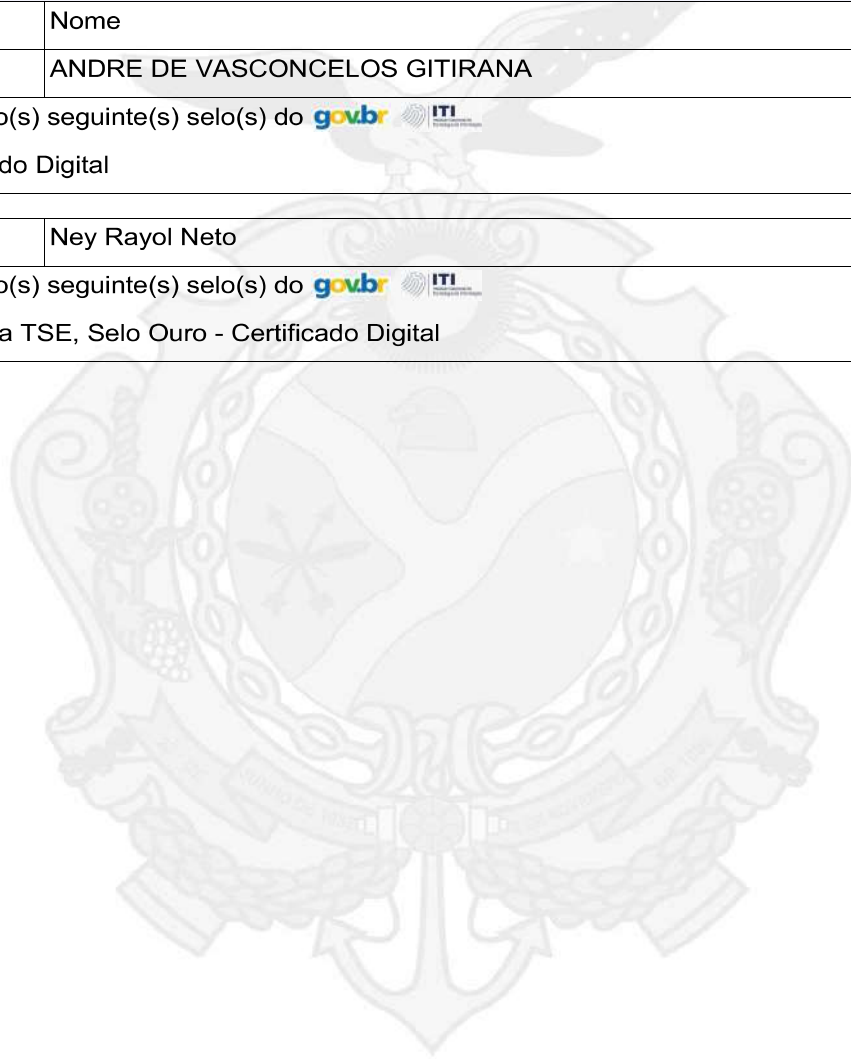 Nome
ANDRE DE VASCONCELOS GITIRANA
o(s) seguinte(s) selo(s) do gov.br ITI
do Digital
Ney Rayol Neto
o(s) seguinte(s) selo(s) do gov.br ITI
a TSE, Selo Ouro - Certificado Digital